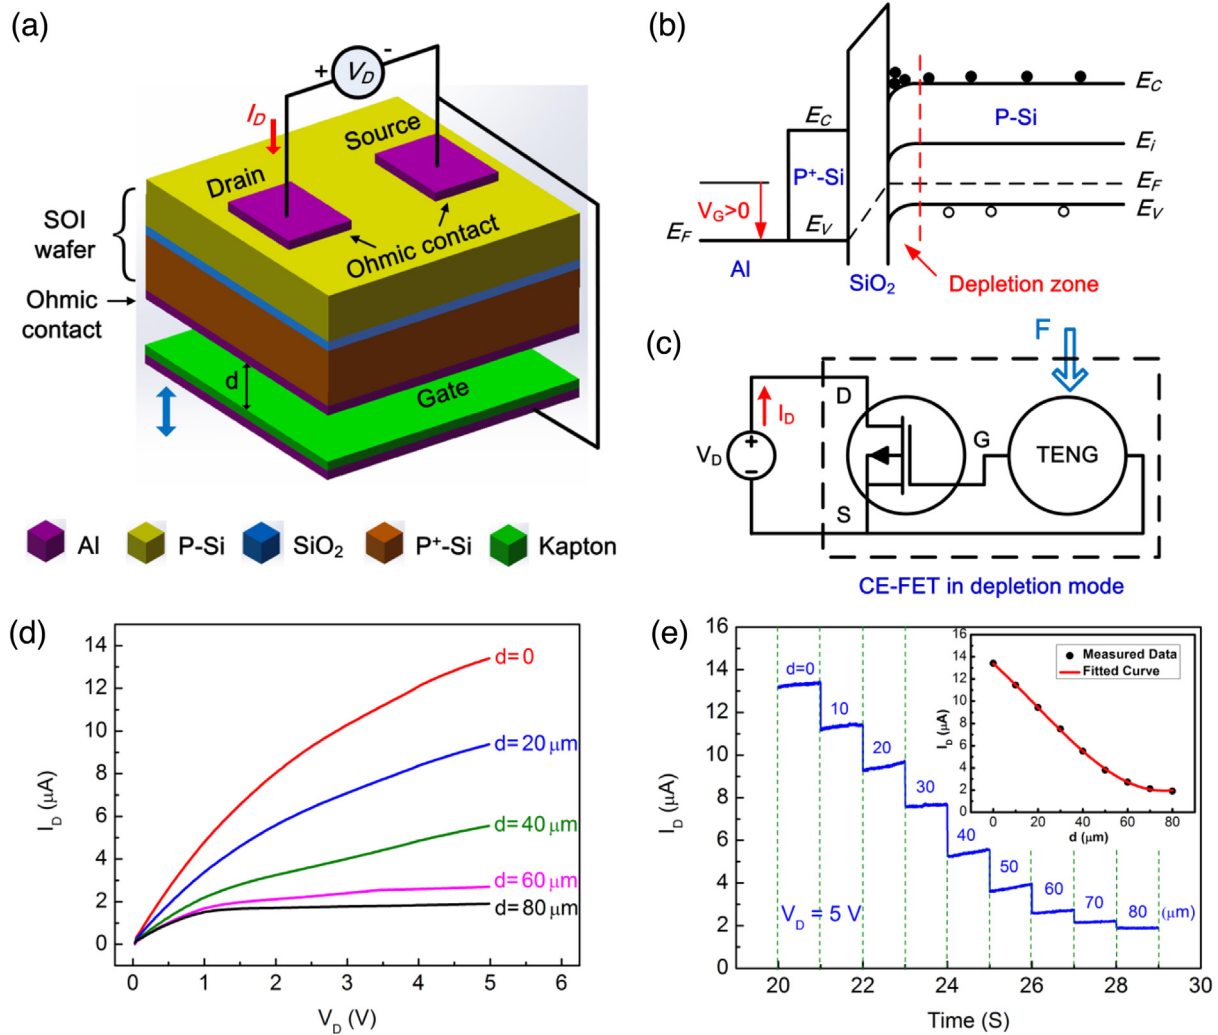 (a)
+ V_D -
I_D
Source
Drain
SOI
wafer
Ohmic contact
Ohmic
contact
d
Gate
Al
P-Si
SiO₂
P⁺-Si
Kapton
(b)
E_C
P-Si
E_i
E_F
E_V
E_C
P⁺-Si
V_G>0
E_F
E_V
Al
SiO₂
Depletion zone
(c)
F
D
I_D
V_D
+
−
G
TENG
S
CE-FET in depletion mode
(d)
14
12
10
8
6
4
2
0
I_D (μA)
d= 0
d= 20 μm
d= 40 μm
d= 60 μm
d= 80 μm
0 1 2 3 4 5 6
V_D (V)
(e)
16
14
12
10
8
6
4
2
0
I_D (μA)
d=0
10
20
30
40
50
60
70
80 (μm)
V_D = 5 V
20 22 24 26 28 30
Time (S)
16
14
12
10
8
6
4
2
0
I_D (μA)
Measured Data
Fitted Curve
0 20 40 60 80
d (μm)